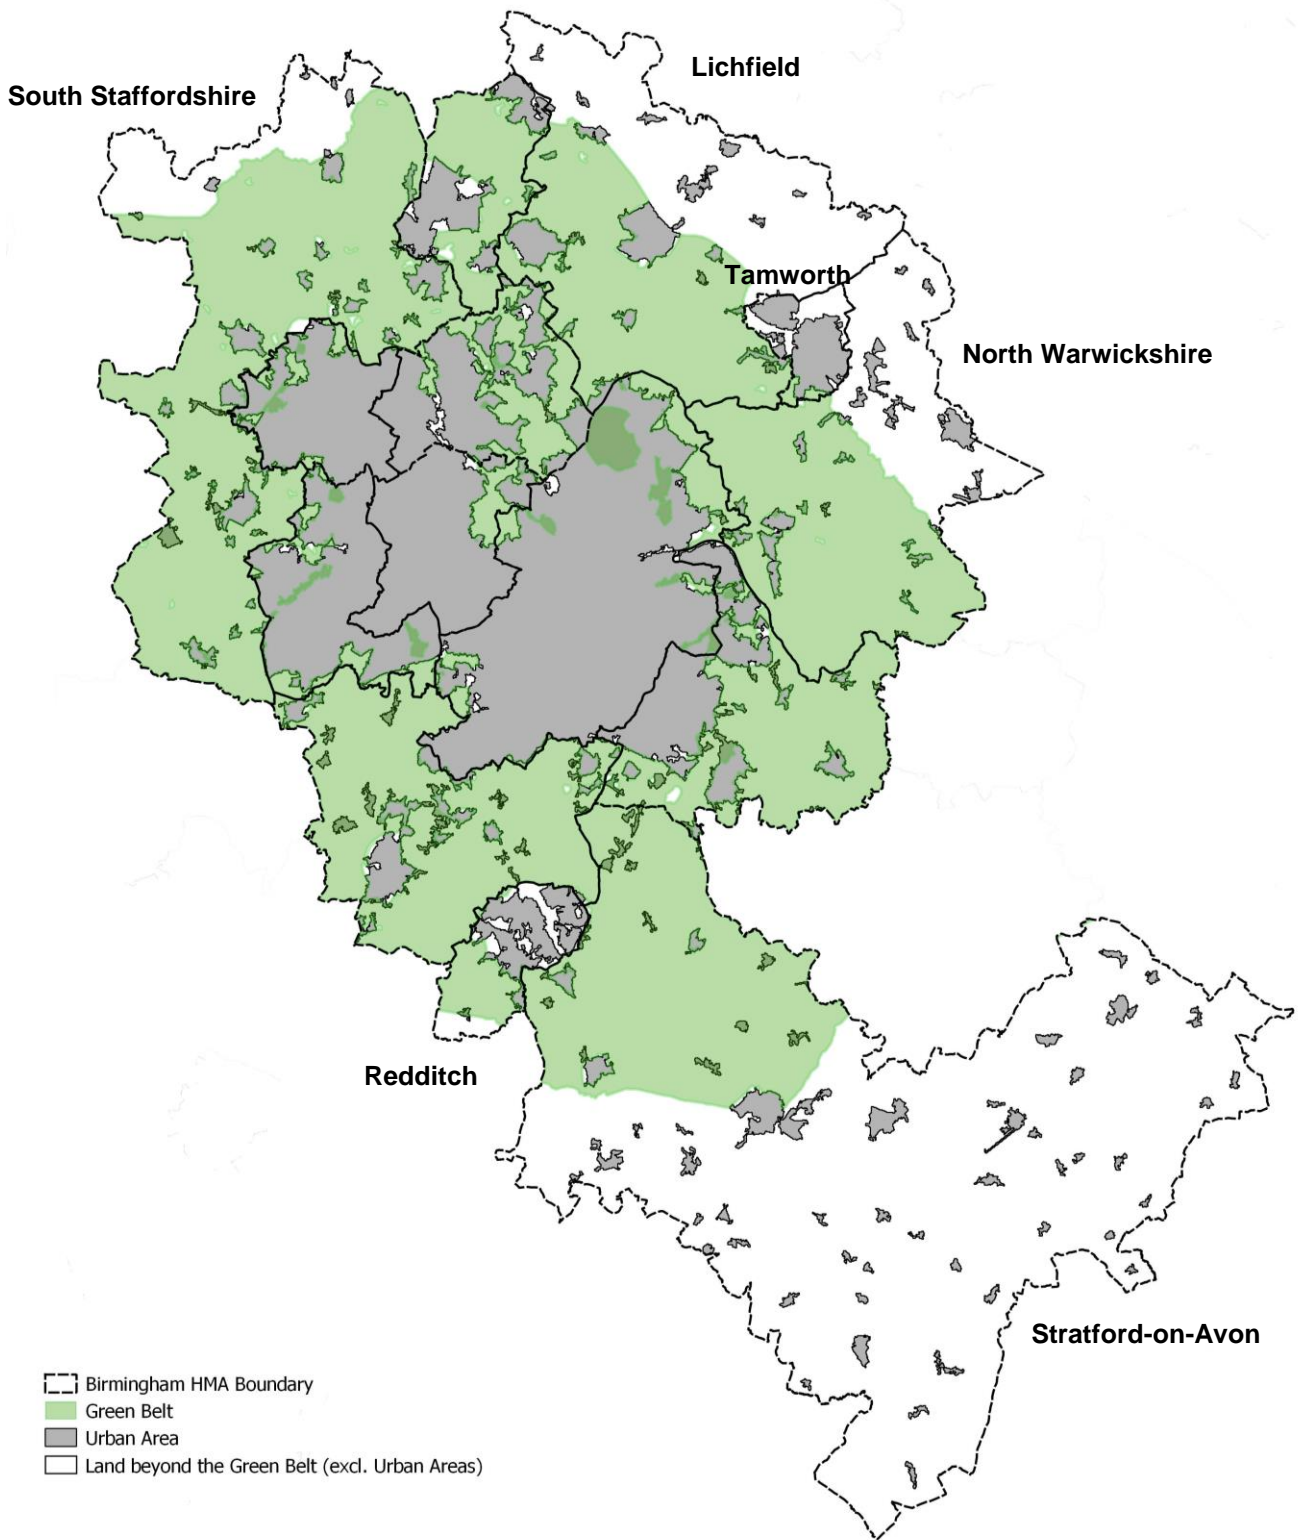 Lichfield
South Staffordshire
Tamworth
North Warwickshire
Redditch
Stratford-on-Avon
Birmingham HMA Boundary
Green Belt
Urban Area
Land beyond the Green Belt (excl. Urban Areas)